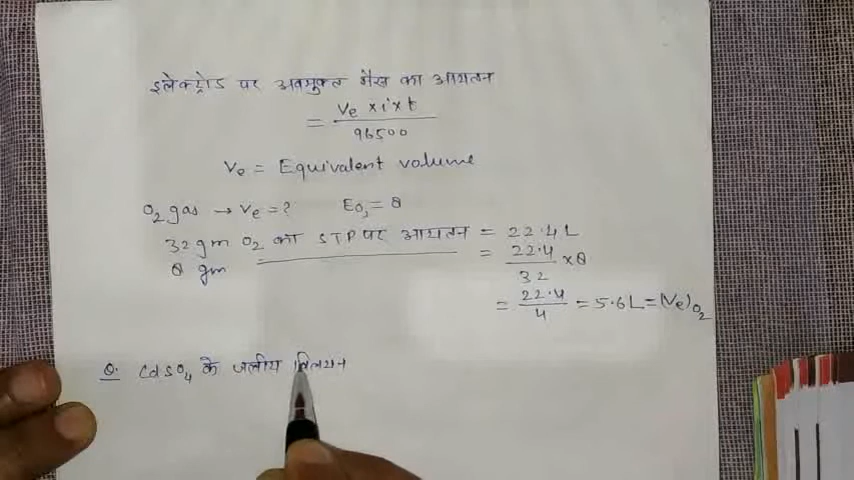 इलेक्ट्रोड पर अवमुक्त गैस का आयतन
= Ve × i × t
96500
Ve = Equivalent volume
O2 gas → Ve = ? EO2 = 8
32 gm O2 का STP पर आयतन = 22.4 L
8 gm = 22.4 × 8
32
= 22.4 = 5.6 L = (Ve)O2
4
Q. CdSO4 के जलीय विलयन